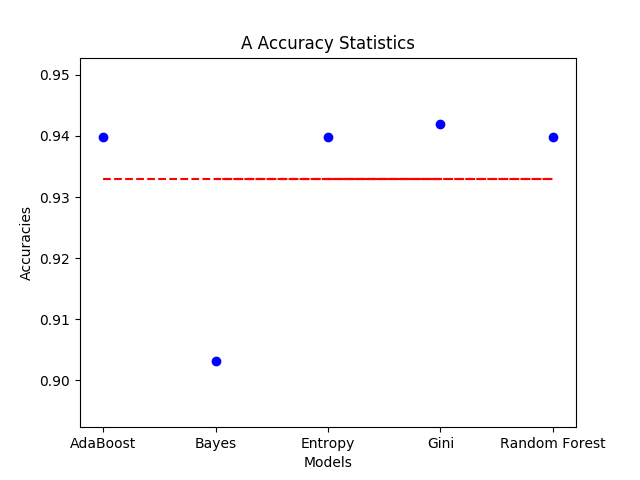 A Accuracy Statistics
0.95
0.94
0.93
0.92
0.91
0.90
Accuracies
AdaBoost Bayes Entropy Gini Random Forest
Models